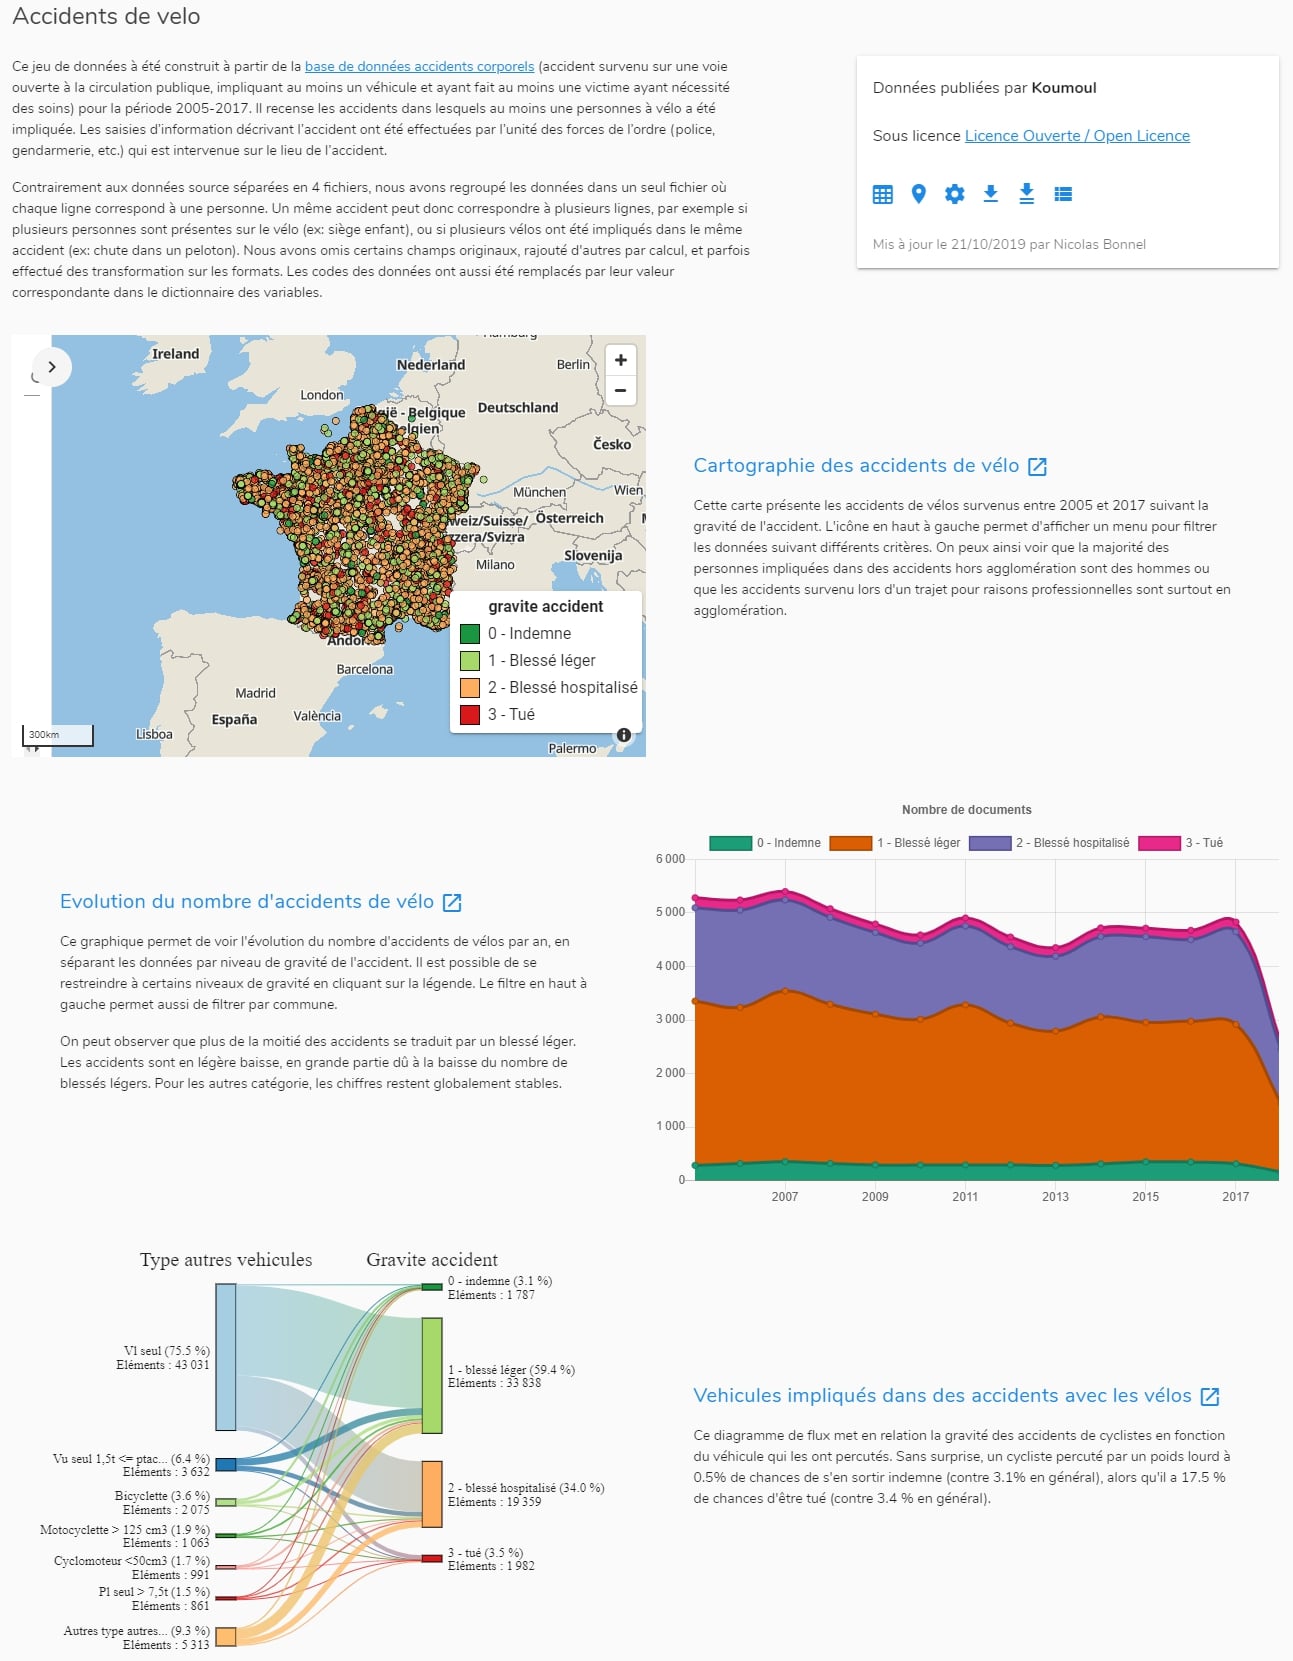 Accidents de velo
Ce jeu de données à été construit à partir de la base de données accidents corporels (accident survenu sur une voie
ouverte à la circulation publique, impliquant au moins un véhicule et ayant fait au moins une victime ayant nécessité
des soins) pour la période 2005-2017. Il recense les accidents dans lesquels au moins une personnes à vélo a été
impliquée. Les saisies d'information décrivant l'accident ont été effectuées par l'unité des forces de l'ordre (police,
gendarmerie, etc.) qui est intervenue sur le lieu de l'accident.
Contrairement aux données source séparées en 4 fichiers, nous avons regroupé les données dans un seul fichier où
chaque ligne correspond à une personne. Un même accident peut donc correspondre à plusieurs lignes, par exemple si
plusieurs personnes sont présentes sur le vélo (ex: siège enfant), ou si plusieurs vélos ont été impliqués dans le même
accident (ex: chute dans un peloton). Nous avons omis certains champs originaux, rajouté d'autres par calcul, et parfois
effectué des transformation sur les formats. Les codes des données ont aussi été remplacés par leur valeur
correspondante dans le dictionnaire des variables.
Données publiées par Koumoul
Sous licence Licence Ouverte / Open Licence
Mis à jour le 21/10/2019 par Nicolas Bonnel
Hamburg
Ireland
Nederland
Berlin
+
−
London
gië - Belgique
Deutschland
elgien
Česko
München
Wien
weiz/Suisse/
Österreich
zzera/Svizra
Slovenija
Milano
Andor
Barcelona
Madrid
España
València
Lisboa
Palermo
300km
gravite accident
0 - Indemne
1 - Blessé léger
2 - Blessé hospitalisé
3 - Tué
Cartographie des accidents de vélo
Cette carte présente les accidents de vélos survenus entre 2005 et 2017 suivant la
gravité de l'accident. L'icône en haut à gauche permet d'afficher un menu pour filtrer
les données suivant différents critères. On peux ainsi voir que la majorité des
personnes impliquées dans des accidents hors agglomération sont des hommes ou
que les accidents survenu lors d'un trajet pour raisons professionnelles sont surtout en
agglomération.
Evolution du nombre d'accidents de vélo
Ce graphique permet de voir l'évolution du nombre d'accidents de vélos par an, en
séparant les données par niveau de gravité de l'accident. Il est possible de se
restreindre à certains niveaux de gravité en cliquant sur la légende. Le filtre en haut à
gauche permet aussi de filtrer par commune.
On peut observer que plus de la moitié des accidents se traduit par un blessé léger.
Les accidents sont en légère baisse, en grande partie dû à la baisse du nombre de
blessés légers. Pour les autres catégorie, les chiffres restent globalement stables.
Nombre de documents
0 - Indemne 1 - Blessé léger 2 - Blessé hospitalisé 3 - Tué
6 000
5 000
4 000
3 000
2 000
1 000
0
2007 2009 2011 2013 2015 2017
Type autres vehicules Gravite accident
Vl seul (75.5 %)
Eléments : 43 031
Vu seul 1,5t <= ptac... (6.4 %)
Eléments : 3 632
Bicyclette (3.6 %)
Eléments : 2 075
Motocyclette > 125 cm3 (1.9 %)
Eléments : 1 063
Cyclomoteur <50cm3 (1.7 %)
Eléments : 991
Pl seul > 7,5t (1.5 %)
Eléments : 861
Autres type autres... (9.3 %)
Eléments : 5 313
0 - indemne (3.1 %)
Eléments : 1 787
1 - blessé léger (59.4 %)
Eléments : 33 838
2 - blessé hospitalisé (34.0 %)
Eléments : 19 359
3 - tué (3.5 %)
Eléments : 1 982
Vehicules impliqués dans des accidents avec les vélos
Ce diagramme de flux met en relation la gravité des accidents de cyclistes en fonction
du véhicule qui les ont percutés. Sans surprise, un cycliste percuté par un poids lourd à
0.5% de chances de s'en sortir indemne (contre 3.1% en général), alors qu'il a 17.5 %
de chances d'être tué (contre 3.4 % en général).